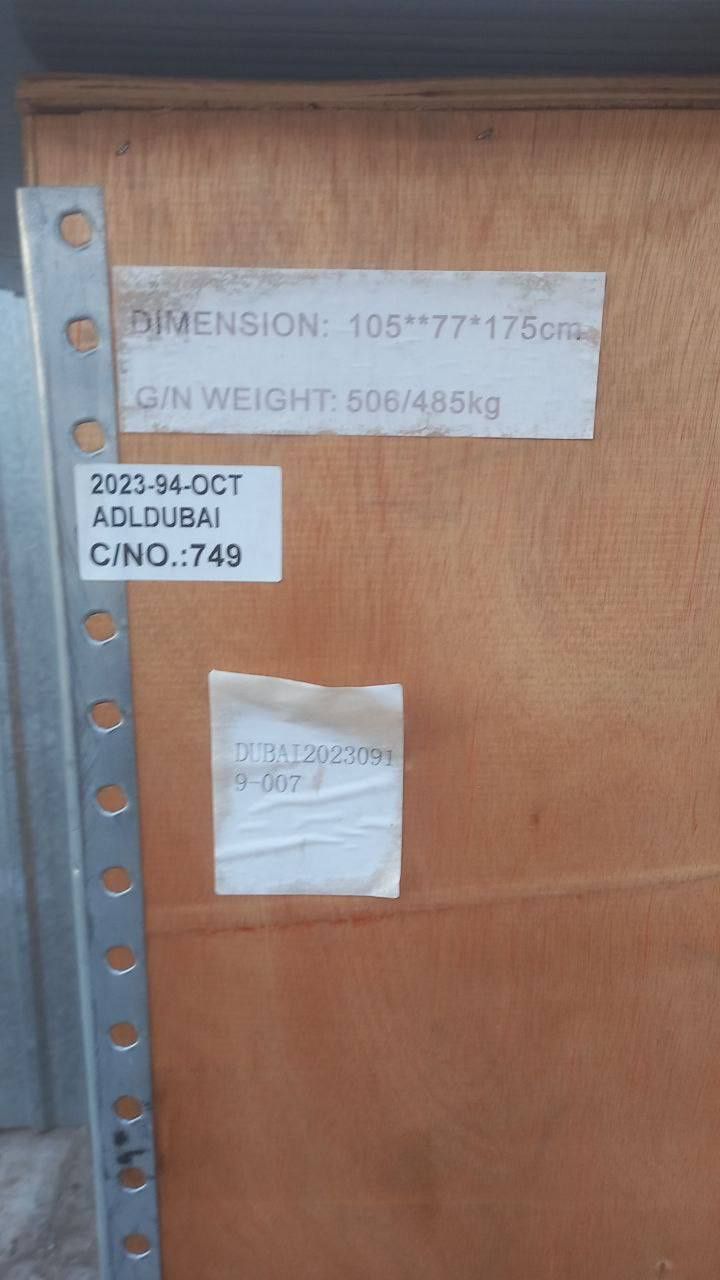 DIMENSION: 105**77*175cm
G/N WEIGHT: 506/485kg
2023-94-OCT
ADLDUBAI
C/NO.:749
DUBAI2023091
9-007